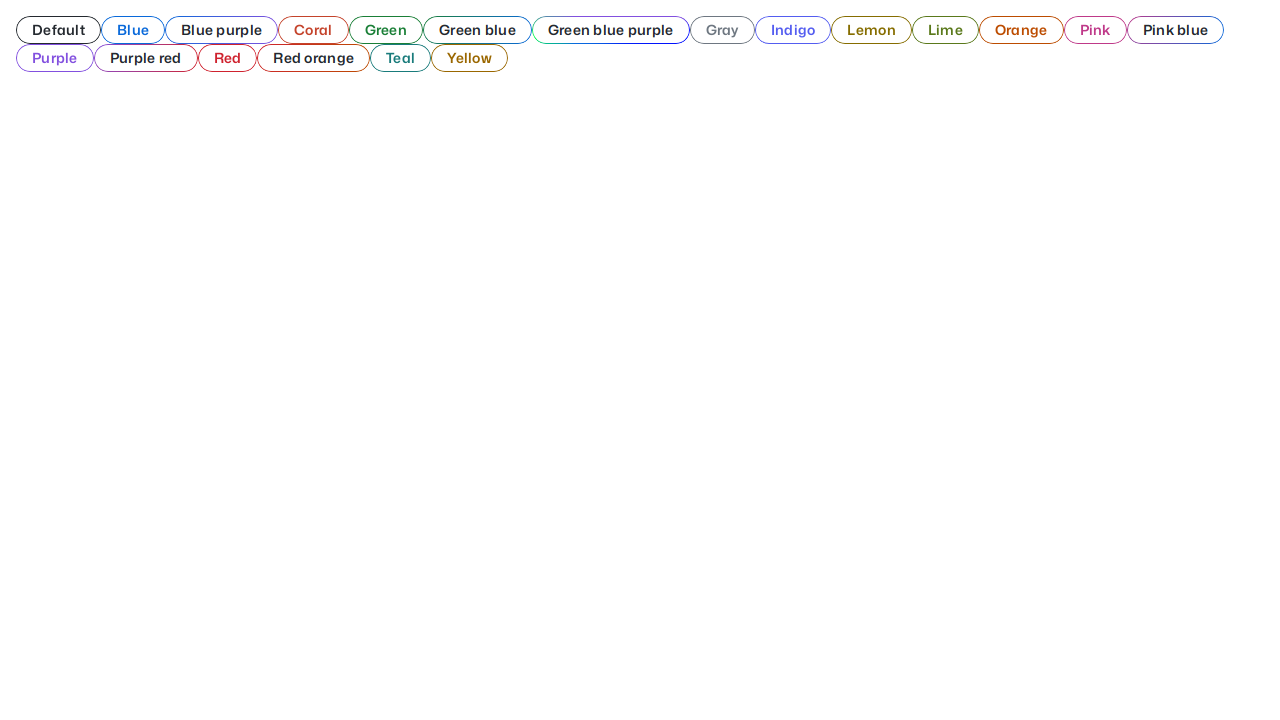 Default Blue Blue purple Coral Green Green blue Green blue purple Gray Indigo Lemon Lime Orange Pink Pink blue
Purple Purple red Red Red orange Teal Yellow